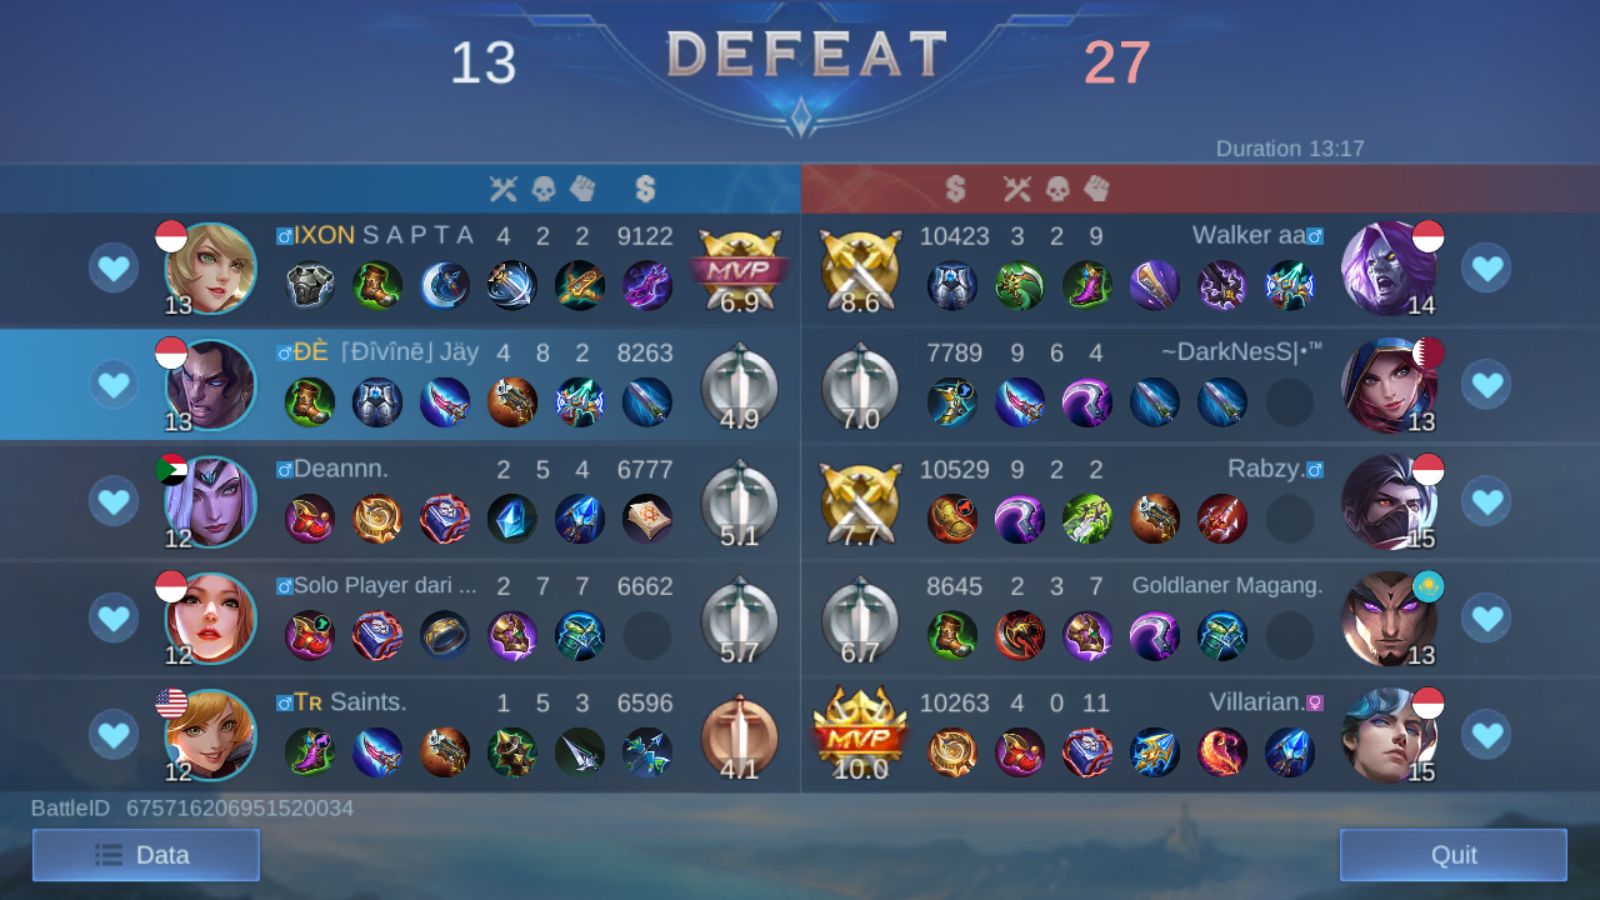 13 DEFEAT 27
Duration 13:17
IXON S A P T A 4 2 2 9122
13
MVP
6.9
10423 3 2 9 Walker aa
8.6
14
ĐÈ ⌈Đîvînē⌋ Jäy 4 8 2 8263
13
4.9
7789 9 6 4 ~DarkNesS|•™
7.0
13
Deannn. 2 5 4 6777
12
5.1
10529 9 2 2 Rabzy.
7.7
15
Solo Player dari ... 2 7 7 6662
12
5.7
8645 2 3 7 Goldlaner Magang.
6.7
13
Tʀ Saints. 1 5 3 6596
12
4.1
10263 4 0 11 Villarian.
MVP
10.0
15
BattleID 675716206951520034
Data
Quit